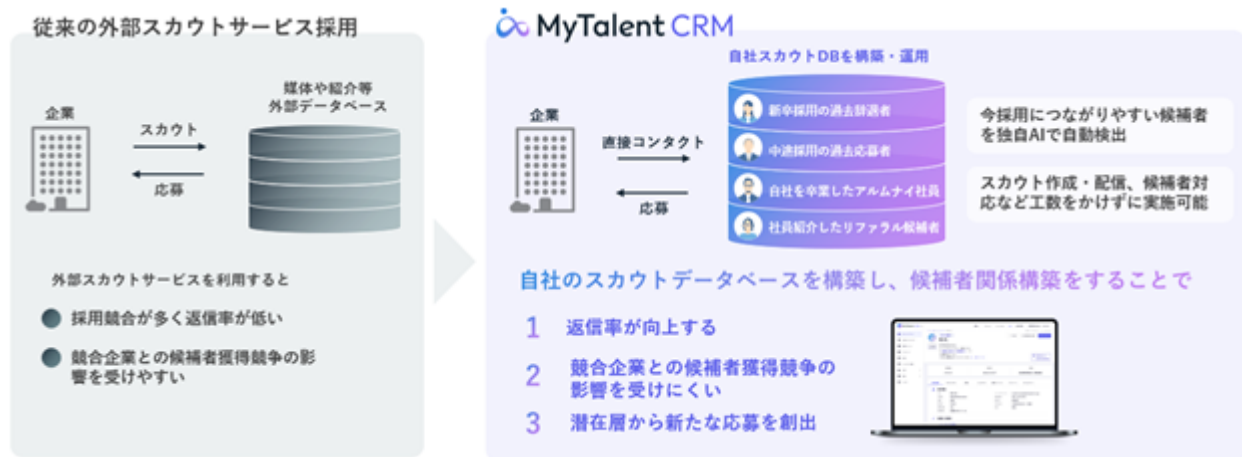 従来の外部スカウトサービス採用
企業
スカウト
応募
媒体や紹介等
外部データベース
外部スカウトサービスを利用すると
採用競合が多く返信率が低い
競合企業との候補者獲得競争の影
響を受けやすい
MyTalent CRM
自社スカウトDBを構築・運用
企業
直接コンタクト
応募
新卒採用の過去辞退者
中途採用の過去応募者
自社を卒業したアルムナイ社員
社員紹介したリファラル候補者
今採用につながりやすい候補者
を独自AIで自動検出
スカウト作成・配信、候補者対
応など工数をかけずに実施可能
自社のスカウトデータベースを構築し、候補者関係構築をすることで
1 返信率が向上する
2 競合企業との候補者獲得競争の
影響を受けにくい
3 潜在層から新たな応募を創出